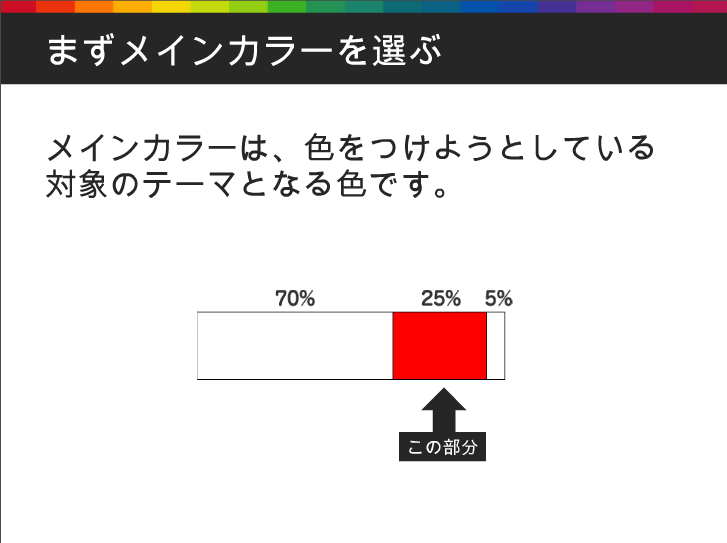 まずメインカラーを選ぶ
メインカラーは、色をつけようとしている
対象のテーマとなる色です。
70% 25% 5%
この部分